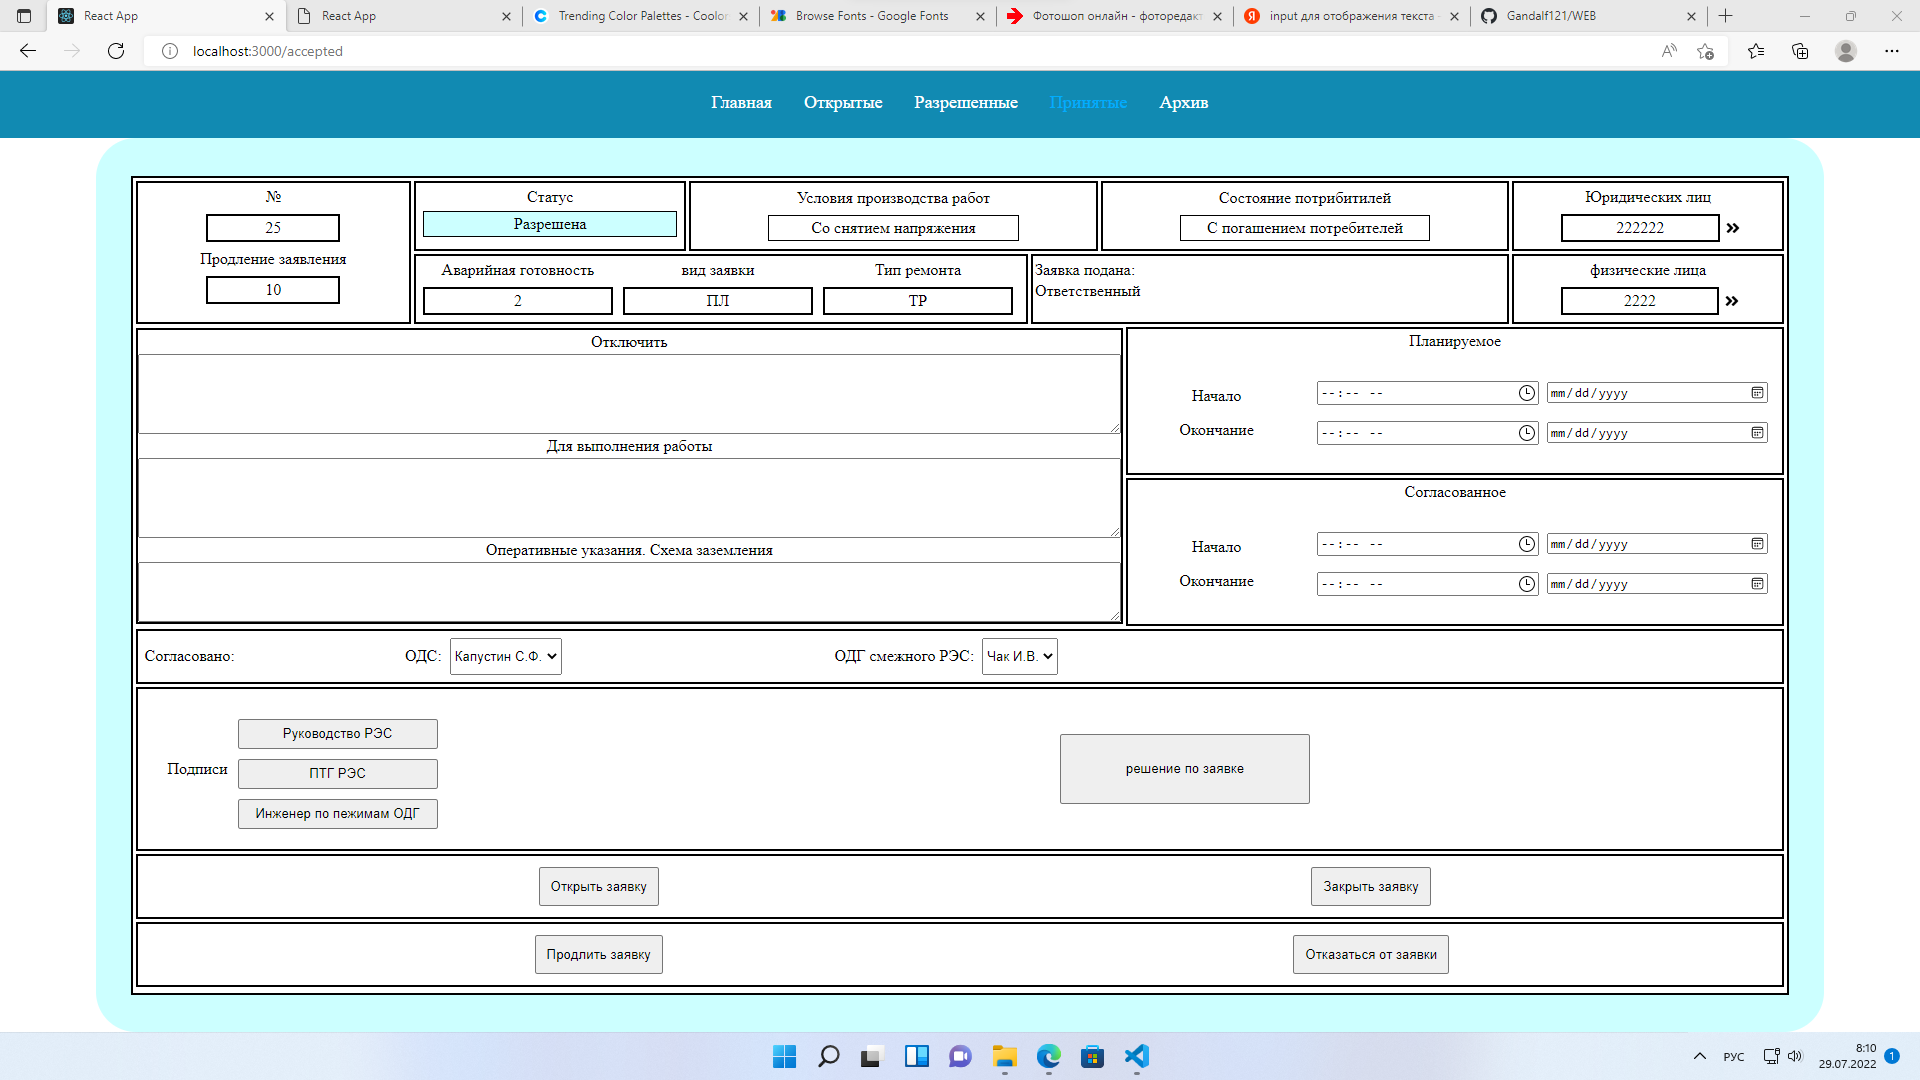 React App
React App
Trending Color Palettes - Coolor
Browse Fonts - Google Fonts
Фотошоп онлайн - фоторедакт
input для отображения текста -
Gandalf121/WEB
localhost:3000/accepted
Главная Открытые Разрешенные Принятые Архив
№
25
Продление заявления
10
Статус
Разрешена
Условия производства работ
Со снятием напряжения
Состояние потрибитилей
С погашением потребителей
Юридических лиц
222222
Аварийная готовность
2
вид заявки
ПЛ
Тип ремонта
ТР
Заявка подана:
Ответственный
физические лица
2222
Отключить
Для выполнения работы
Оперативные указания. Схема заземления
Планируемое
Начало --:-- -- mm/dd/yyyy
Окончание --:-- -- mm/dd/yyyy
Согласованное
Начало --:-- -- mm/dd/yyyy
Окончание --:-- -- mm/dd/yyyy
Согласовано: ОДС: Капустин С.Ф. ОДГ смежного РЭС: Чак И.В.
Подписи
Руководство РЭС
ПТГ РЭС
Инженер по пежимам ОДГ
решение по заявке
Открыть заявку Закрыть заявку
Продлить заявку Отказаться от заявки
РУС
8:10
29.07.2022
1